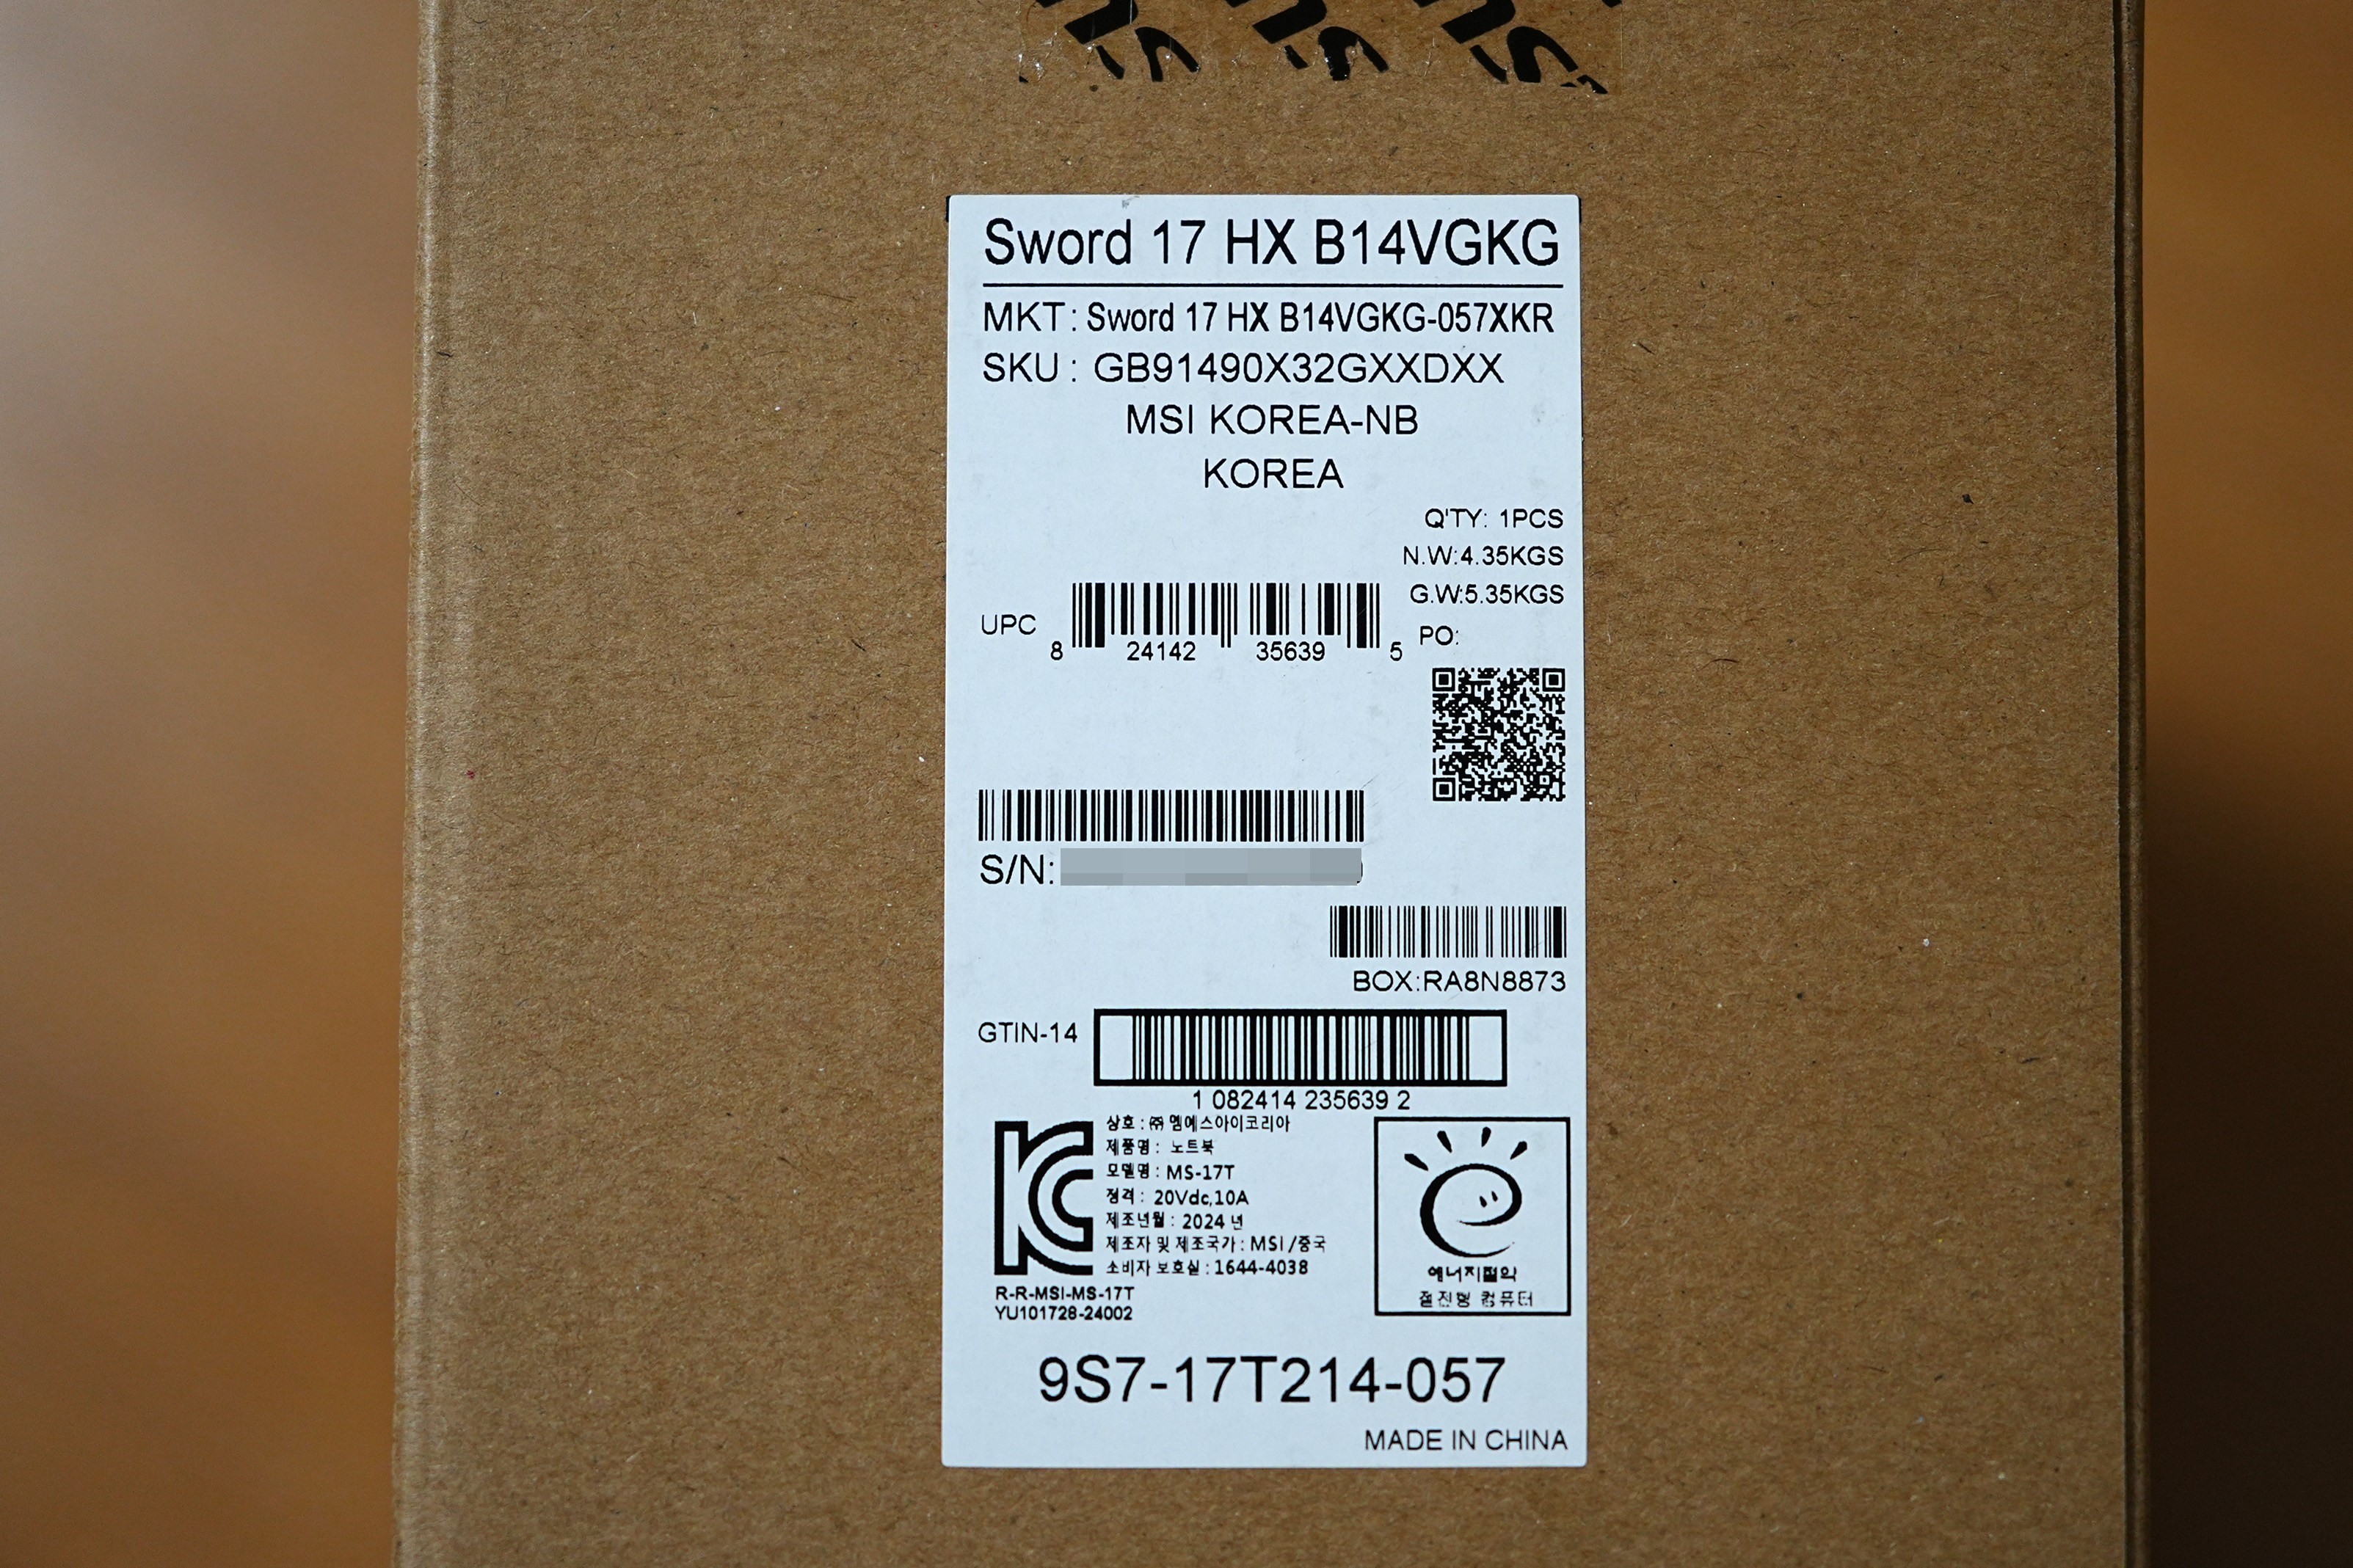 Sword 17 HX B14VGKG
MKT : Sword 17 HX B14VGKG-057XKR
SKU : GB91490X32GXXDXX
MSI KOREA-NB
KOREA
Q'TY: 1PCS
N.W:4.35KGS
G.W:5.35KGS
UPC
8 24142 35639 5
PO:
S/N:
BOX:RA8N8873
GTIN-14
1 082414 235639 2
상호 : ㈜ 엠에스아이코리아
제품명 : 노트북
모델명 : MS-17T
정격 : 20Vdc,10A
제조년월 : 2024 년
제조자 및 제조국가 : MSI /중국
소비자 보호실 : 1644-4038
R-R-MSI-MS-17T
YU101728-24002
에너지절약
절전형 컴퓨터
9S7-17T214-057
MADE IN CHINA